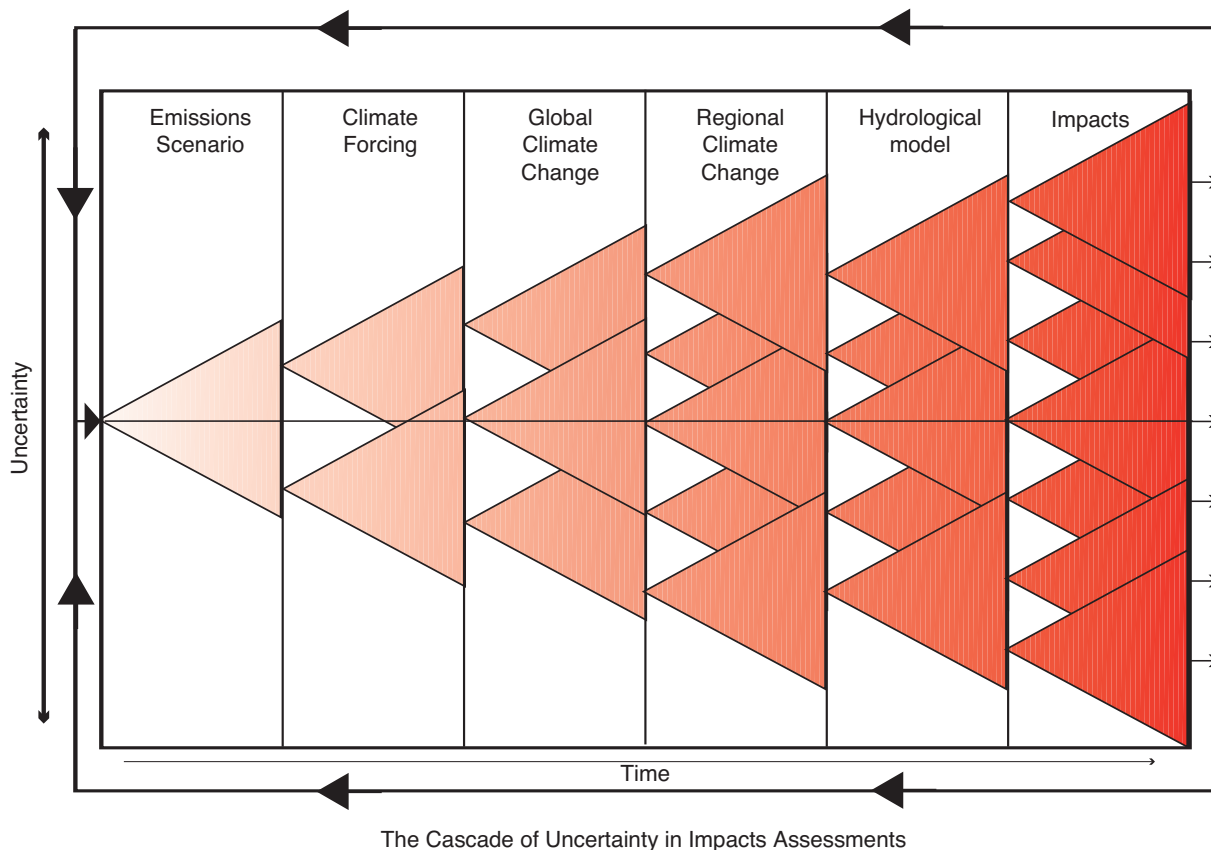 Emissions
Scenario
Climate
Forcing
Global
Climate
Change
Regional
Climate
Change
Hydrological
model
Impacts
Uncertainty
Time
The Cascade of Uncertainty in Impacts Assessments